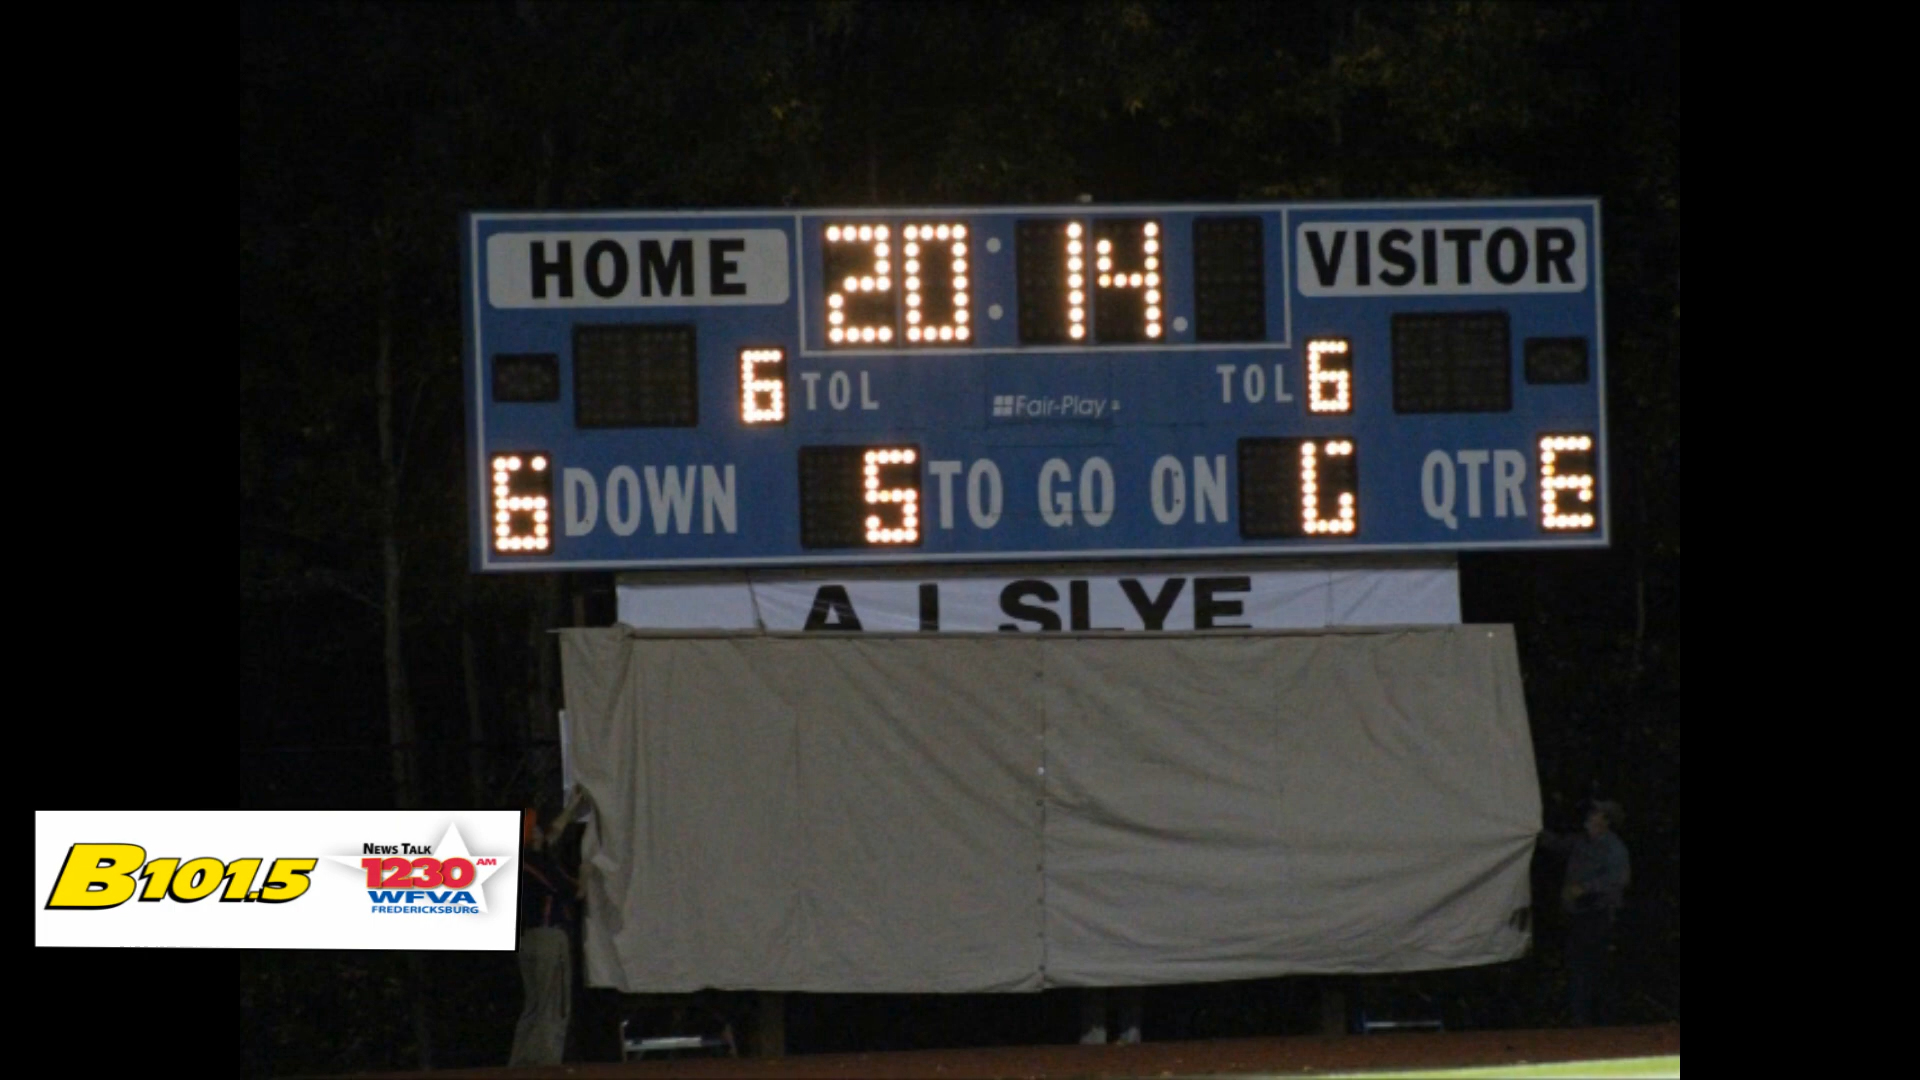 HOME 20:14. VISITOR
6 TOL Fair-Play TOL 6
6 DOWN 5 TO GO ON G QTR E
A J SLYE
B101.5
NEWS TALK
1230 AM
WFVA
FREDERICKSBURG